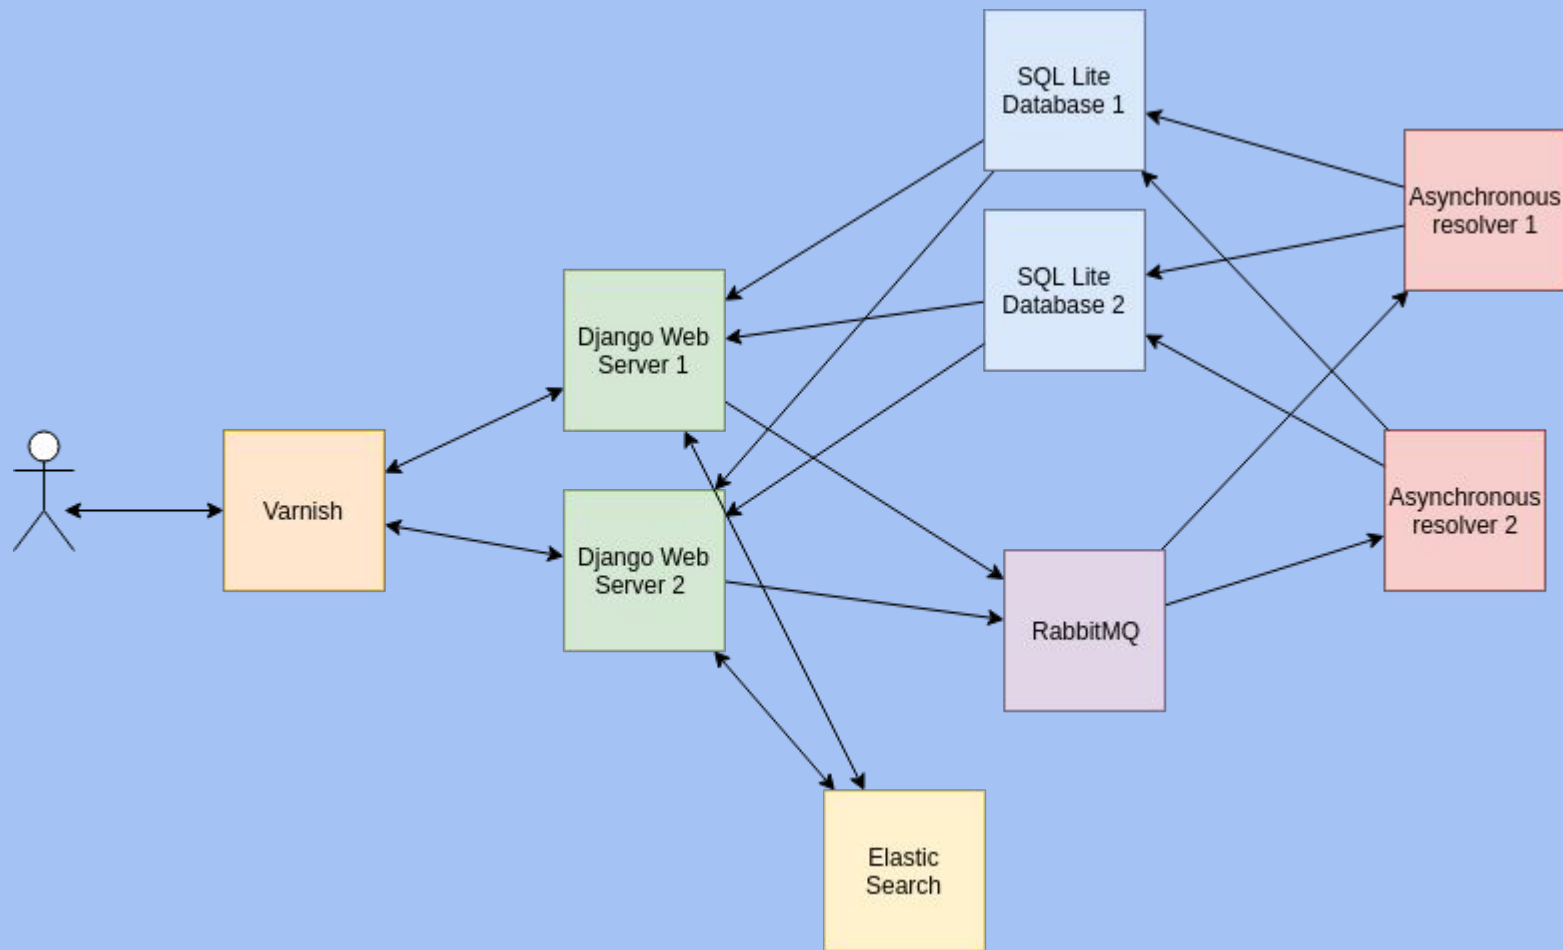 SQL Lite
Database 1
Asynchronous
resolver 1
SQL Lite
Database 2
Django Web
Server 1
Varnish
Asynchronous
resolver 2
Django Web
Server 2
RabbitMQ
Elastic
Search